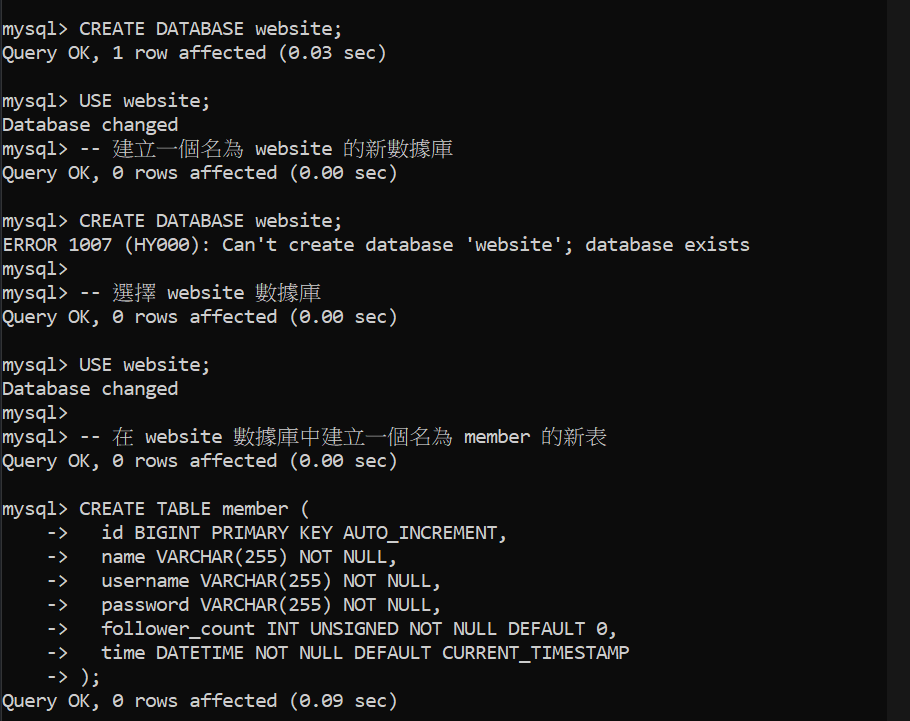 mysql> CREATE DATABASE website;
Query OK, 1 row affected (0.03 sec)
mysql> USE website;
Database changed
mysql> -- 建立一個名為 website 的新數據庫
Query OK, 0 rows affected (0.00 sec)
mysql> CREATE DATABASE website;
ERROR 1007 (HY000): Can't create database 'website'; database exists
mysql>
mysql> -- 選擇 website 數據庫
Query OK, 0 rows affected (0.00 sec)
mysql> USE website;
Database changed
mysql>
mysql> -- 在 website 數據庫中建立一個名為 member 的新表
Query OK, 0 rows affected (0.00 sec)
mysql> CREATE TABLE member (
    ->   id BIGINT PRIMARY KEY AUTO_INCREMENT,
    ->   name VARCHAR(255) NOT NULL,
    ->   username VARCHAR(255) NOT NULL,
    ->   password VARCHAR(255) NOT NULL,
    ->   follower_count INT UNSIGNED NOT NULL DEFAULT 0,
    ->   time DATETIME NOT NULL DEFAULT CURRENT_TIMESTAMP
    -> );
Query OK, 0 rows affected (0.09 sec)